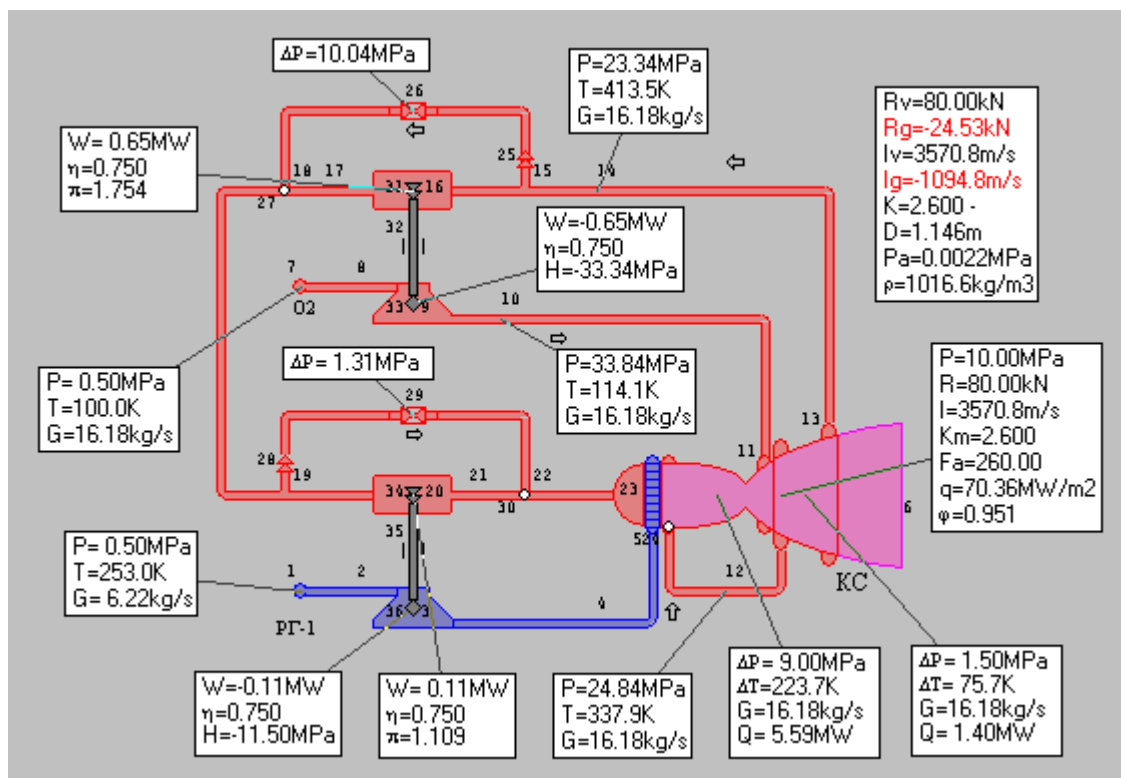 ΔP=10.04MPa
26
P=23.34MPa
T=413.5K
G=16.18kg/s
Rv=80.00kN
Rg=-24.53kN
Iv=3570.8m/s
Ig=-1094.8m/s
K=2.600 -
D=1.146m
Pa=0.0022MPa
ρ=1016.6kg/m3
W= 0.65MW
η=0.750
π=1.754
25
18
17
31
16
15
14
27
32
W=-0.65MW
η=0.750
H=-33.34MPa
7
8
O2
33
9
10
P= 0.50MPa
T=100.0K
G=16.18kg/s
ΔP=1.31MPa
29
P=33.84MPa
T=114.1K
G=16.18kg/s
P=10.00MPa
R=80.00kN
I=3570.8m/s
Km=2.600
Fa=260.00
q=70.36MW/m2
φ=0.951
13
11
28
19
34
20
21
22
30
23
6
35
5
24
12
КС
P= 0.50MPa
T=253.0K
G= 6.22kg/s
1
2
РГ-1
36
3
4
W=-0.11MW
η=0.750
H=-11.50MPa
W= 0.11MW
η=0.750
π=1.109
P=24.84MPa
T=337.9K
G=16.18kg/s
ΔP= 9.00MPa
ΔT=223.7K
G=16.18kg/s
Q= 5.59MW
ΔP= 1.50MPa
ΔT= 75.7K
G=16.18kg/s
Q= 1.40MW